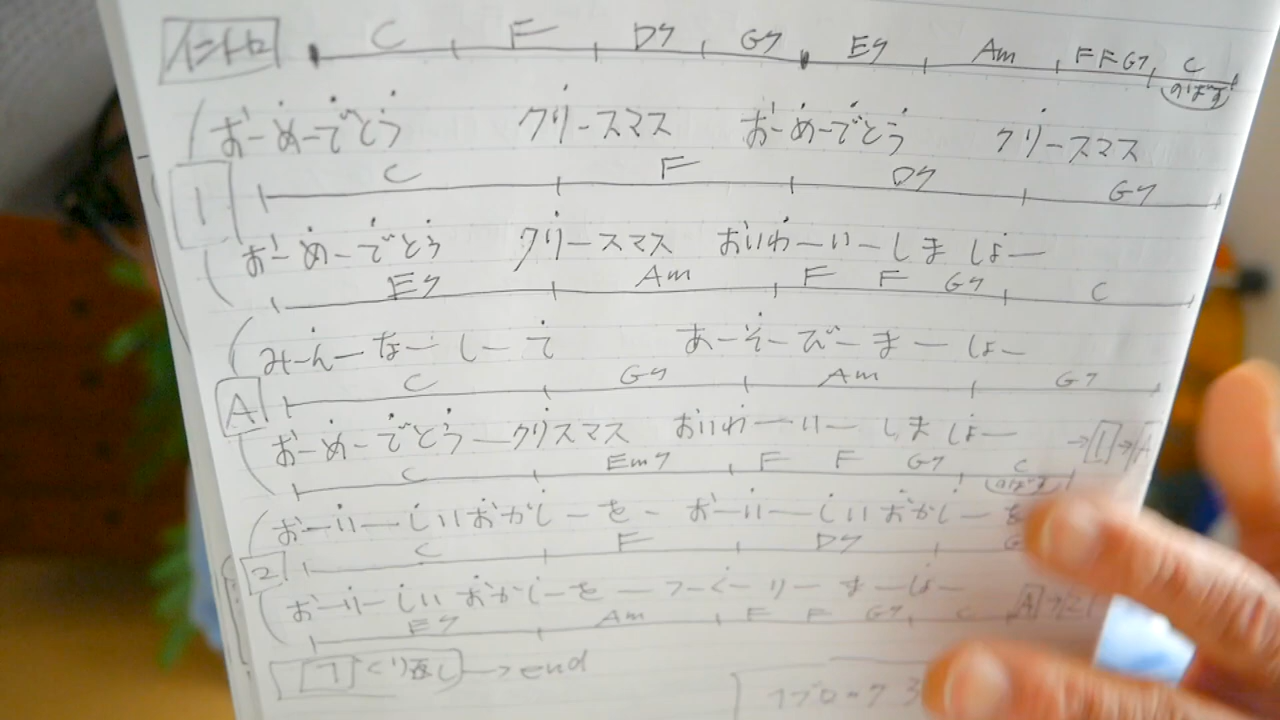 イントロ C F D7 G7 E7 Am F F G7 C
のばす
おーめーでとう クリースマス おーめーでとう クリースマス
1 C F D7 G7
おーめーでとう クリースマス おいわーいーしましょー
E7 Am F F G7 C
みーんーなーしーて あーそーびーまーしょー
A C G7 Am G7
おーめーでとうークリスマス おいわーいーしましょー →1→
C Em7 F F G7 C
のばす
おーいーしいおかしーをー おーいーしいおかしーを
2 C F D7 G
おーいーしいおかしーをーつーくーりーまーしょー
E7 Am F F G7 C A→2
1くり返し→end